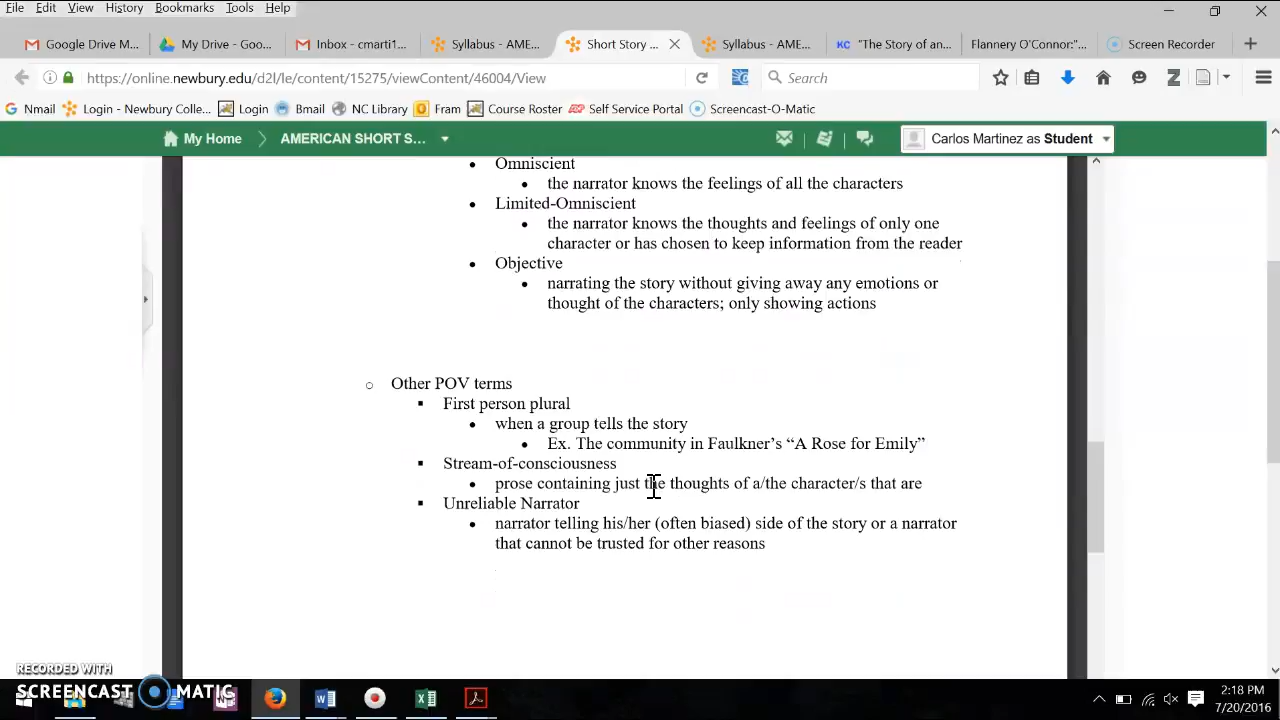 File Edit View History Bookmarks Tools Help
Google Drive M... My Drive - Goo... Inbox - cmarti1... Syllabus - AME... Short Story ... Syllabus - AME... "The Story of an... Flannery O'Connor:"... Screen Recorder
https://online.newbury.edu/d2l/le/content/15275/viewContent/46004/View Search
Nmail Login - Newbury Colle... Login Bmail NC Library Fram Course Roster Self Service Portal Screencast-O-Matic
My Home AMERICAN SHORT S... Carlos Martinez as Student
Omniscient
the narrator knows the feelings of all the characters
Limited-Omniscient
the narrator knows the thoughts and feelings of only one
character or has chosen to keep information from the reader
Objective
narrating the story without giving away any emotions or
thought of the characters; only showing actions
Other POV terms
First person plural
when a group tells the story
Ex. The community in Faulkner's “A Rose for Emily”
Stream-of-consciousness
prose containing just the thoughts of a/the character/s that are
Unreliable Narrator
narrator telling his/her (often biased) side of the story or a narrator
that cannot be trusted for other reasons
RECORDED WITH
SCREENCAST MATIC
2:18 PM
7/20/2016